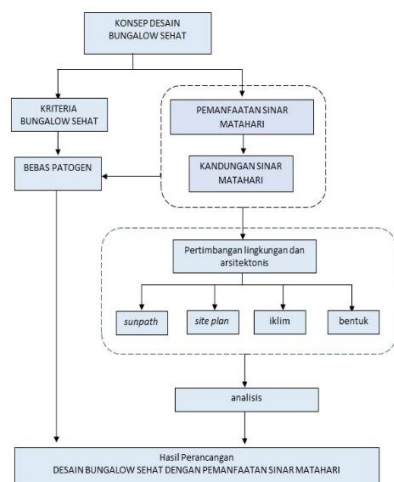 KONSEP DESAIN
BUNGALOW SEHAT
KRITERIA
BUNGALOW SEHAT
PEMANFAATAN SINAR
MATAHARI
BEBAS PATOGEN
KANDUNGAN SINAR
MATAHARI
Pertimbangan lingkungan dan
arsitektonis
sunpath
site plan
iklim
bentuk
analisis
Hasil Perancangan
DESAIN BUNGALOW SEHAT DENGAN PEMANFAATAN SINAR MATAHARI